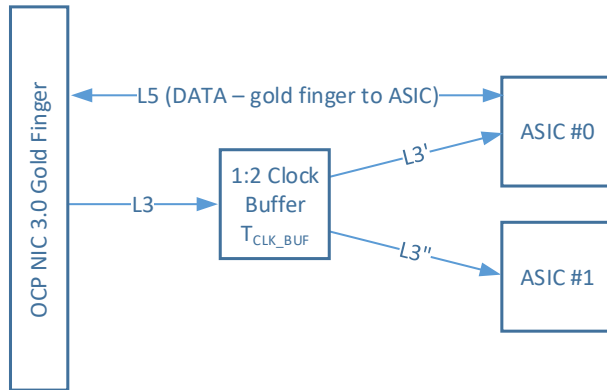 OCP NIC 3.0 Gold Finger
L5 (DATA – gold finger to ASIC)
ASIC #0
L3'
1:2 Clock
Buffer
TCLK_BUF
L3
L3"
ASIC #1